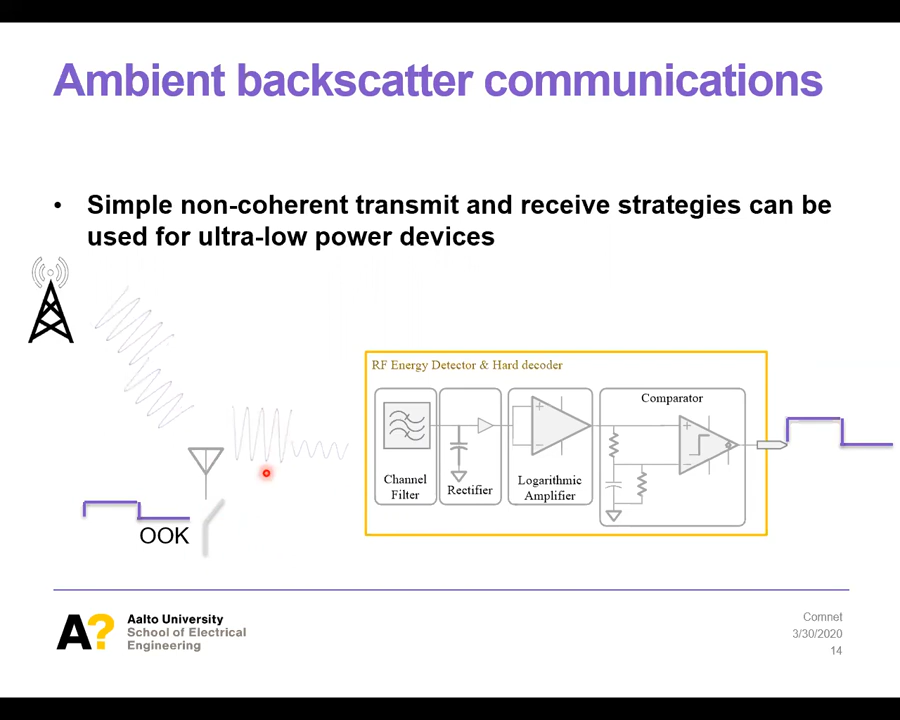 Ambient backscatter communications
• Simple non-coherent transmit and receive strategies can be
used for ultra-low power devices
RF Energy Detector & Hard decoder
Comparator
Channel
Filter
Rectifier
Logarithmic
Amplifier
OOK
A?
Aalto University
School of Electrical
Engineering
Comnet
3/30/2020
14